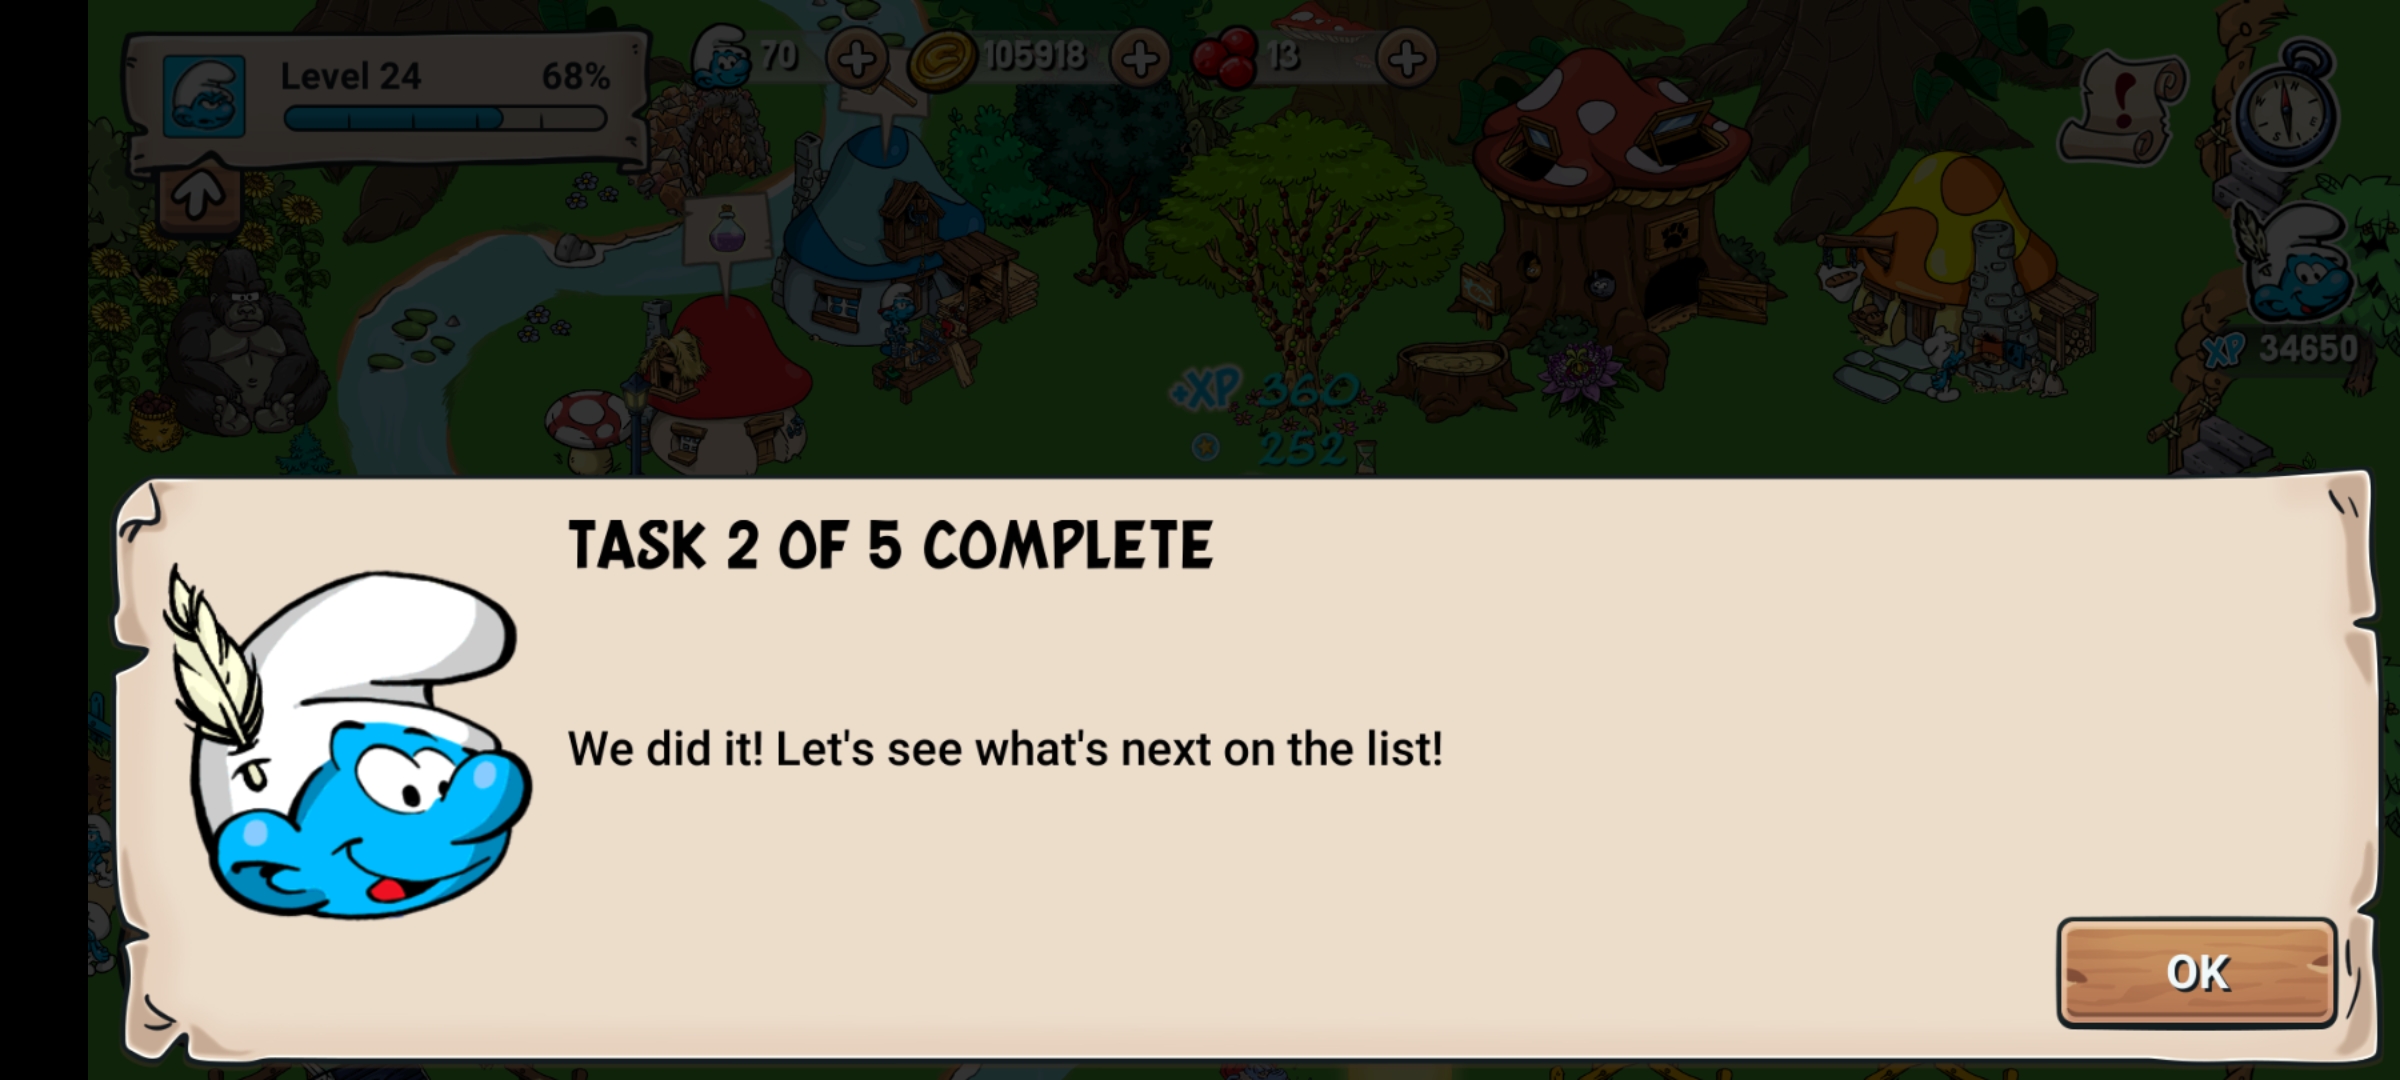 Level 24 68%
70
105918
13
XP 34650
+XP 360
252
TASK 2 OF 5 COMPLETE
We did it! Let's see what's next on the list!
OK